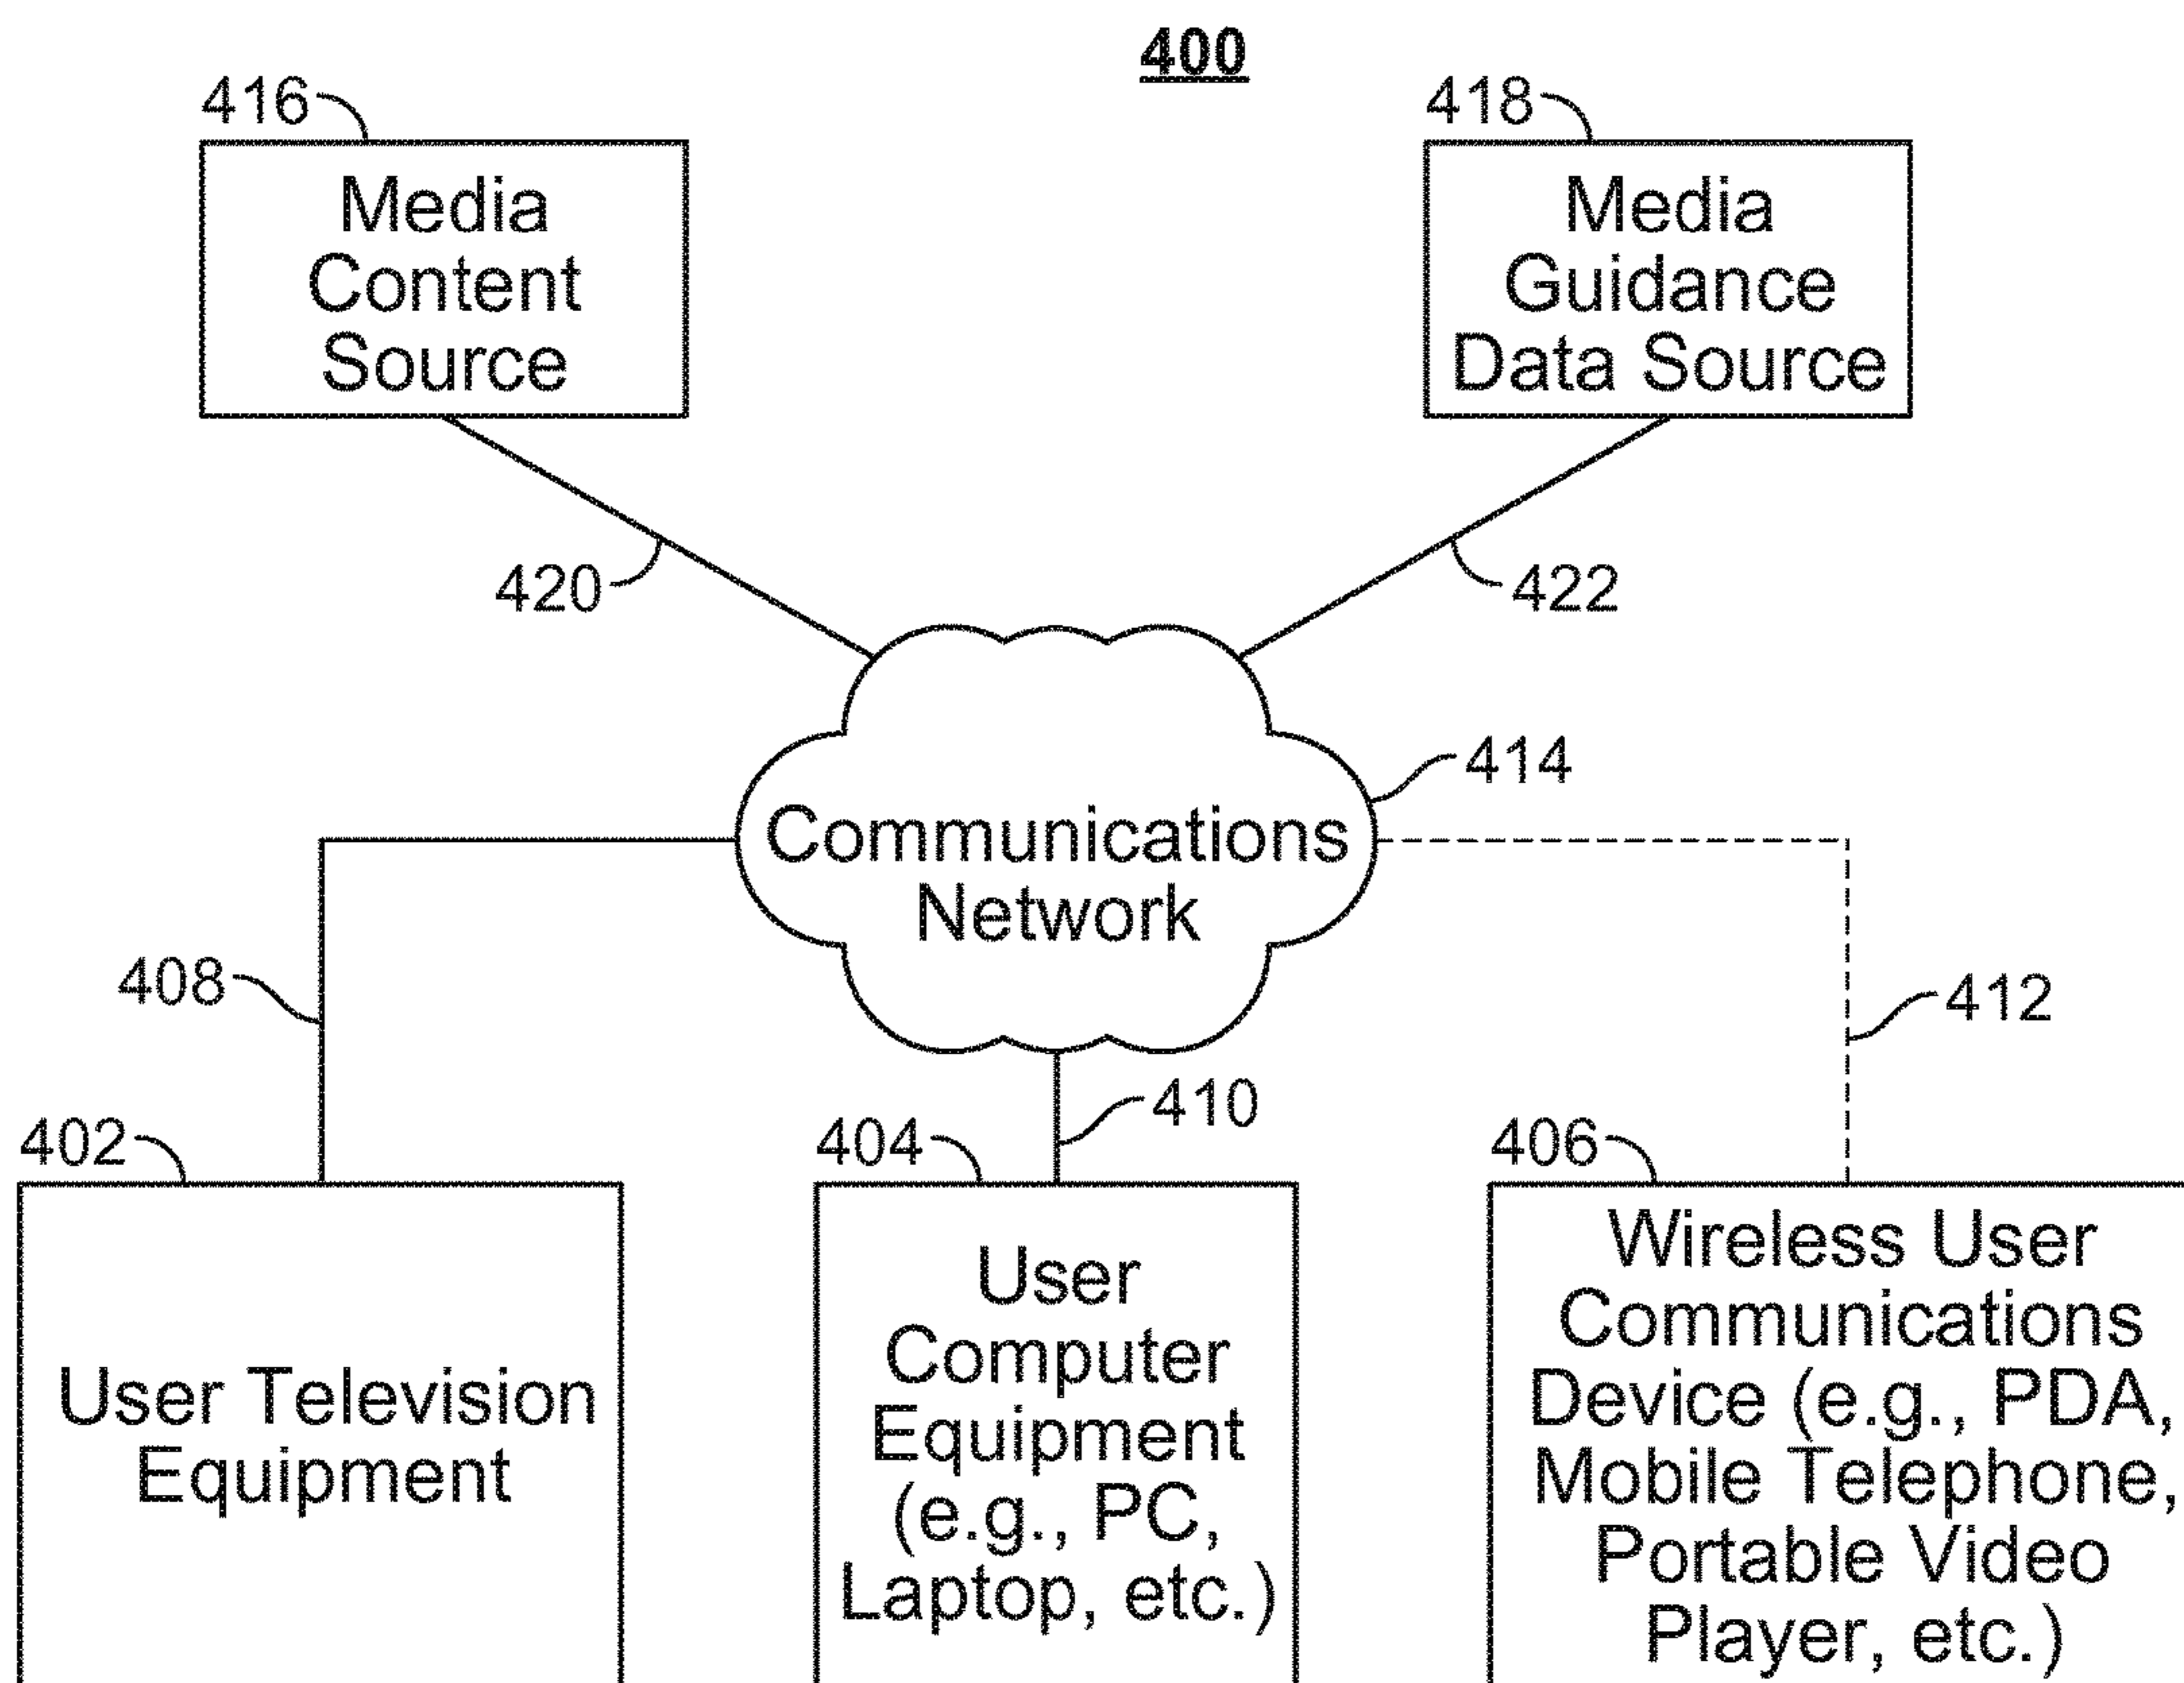 400
416
Media
Content
Source
418
Media
Guidance
Data Source
420
422
414
Communications
Network
408
412
410
402
User Television
Equipment
404
User
Computer
Equipment
(e.g., PC,
Laptop, etc.)
406
Wireless User
Communications
Device (e.g., PDA,
Mobile Telephone,
Portable Video
Player, etc.)